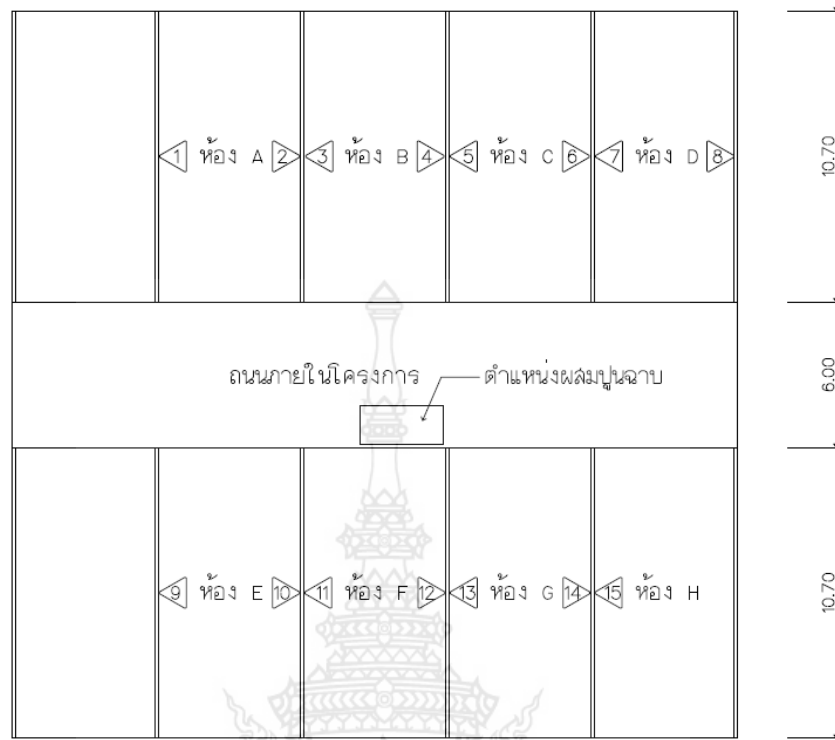 1 ห้อง A 2 3 ห้อง B 4 5 ห้อง C 6 7 ห้อง D 8
10.70
ถนนภายในโครงการ ตำแหน่งผสมปูนฉาบ
6.00
9 ห้อง E 10 11 ห้อง F 12 13 ห้อง G 14 15 ห้อง H
10.70